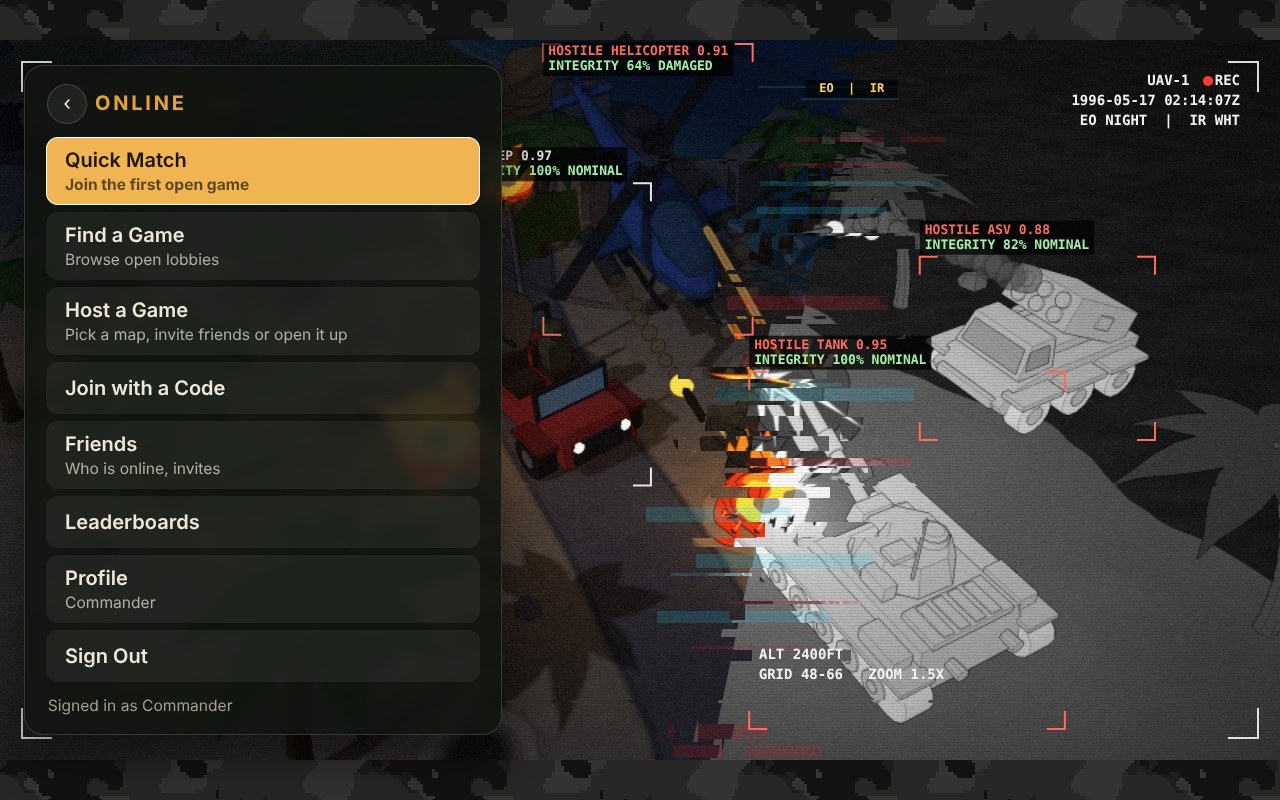 ONLINE
Quick Match
Join the first open game
Find a Game
Browse open lobbies
Host a Game
Pick a map, invite friends or open it up
Join with a Code
Friends
Who is online, invites
Leaderboards
Profile
Commander
Sign Out
Signed in as Commander
HOSTILE HELICOPTER 0.91
INTEGRITY 64% DAMAGED
EO | IR
UAV-1 REC
1996-05-17 02:14:07Z
EO NIGHT | IR WHT
0.97
100% NOMINAL
HOSTILE ASV 0.88
INTEGRITY 82% NOMINAL
HOSTILE TANK 0.95
INTEGRITY 100% NOMINAL
ALT 2400FT
GRID 48-66 ZOOM 1.5X